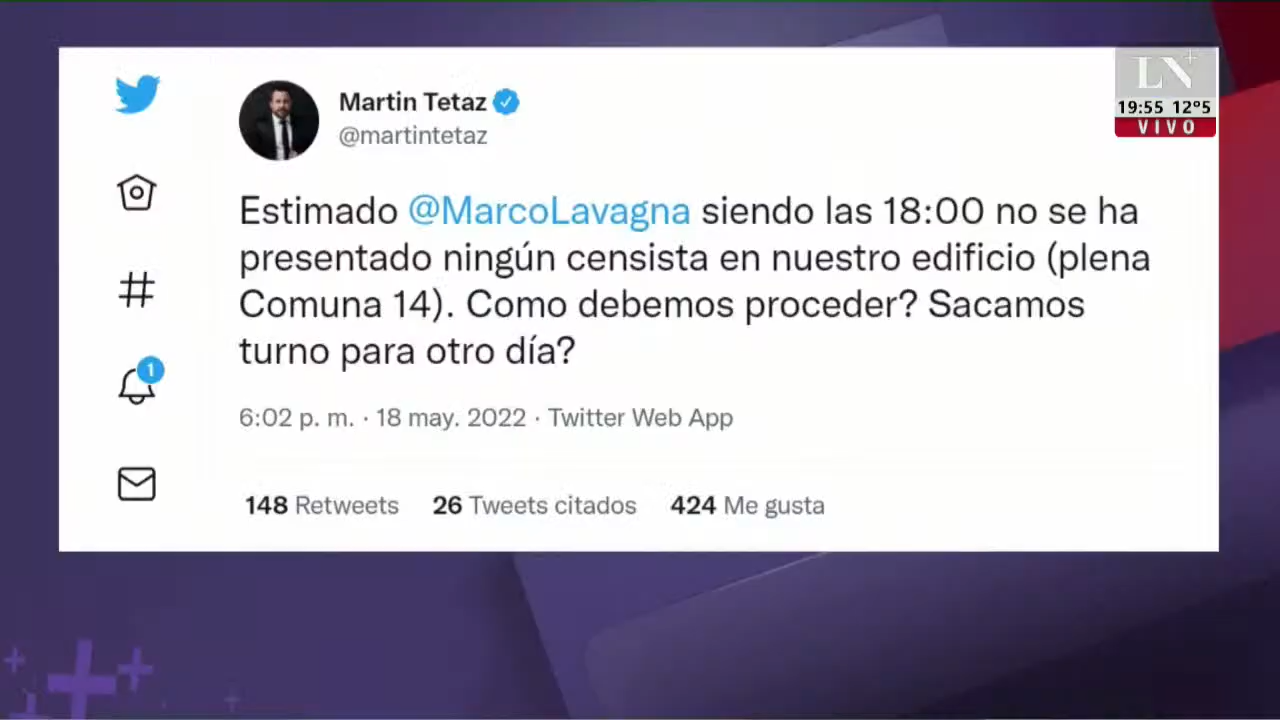 Martin Tetaz
@martintetaz
LN+
19:55 12°5
VIVO
Estimado @MarcoLavagna siendo las 18:00 no se ha
presentado ningún censista en nuestro edificio (plena
Comuna 14). Como debemos proceder? Sacamos
turno para otro día?
1
6:02 p. m. · 18 may. 2022 · Twitter Web App
148 Retweets 26 Tweets citados 424 Me gusta